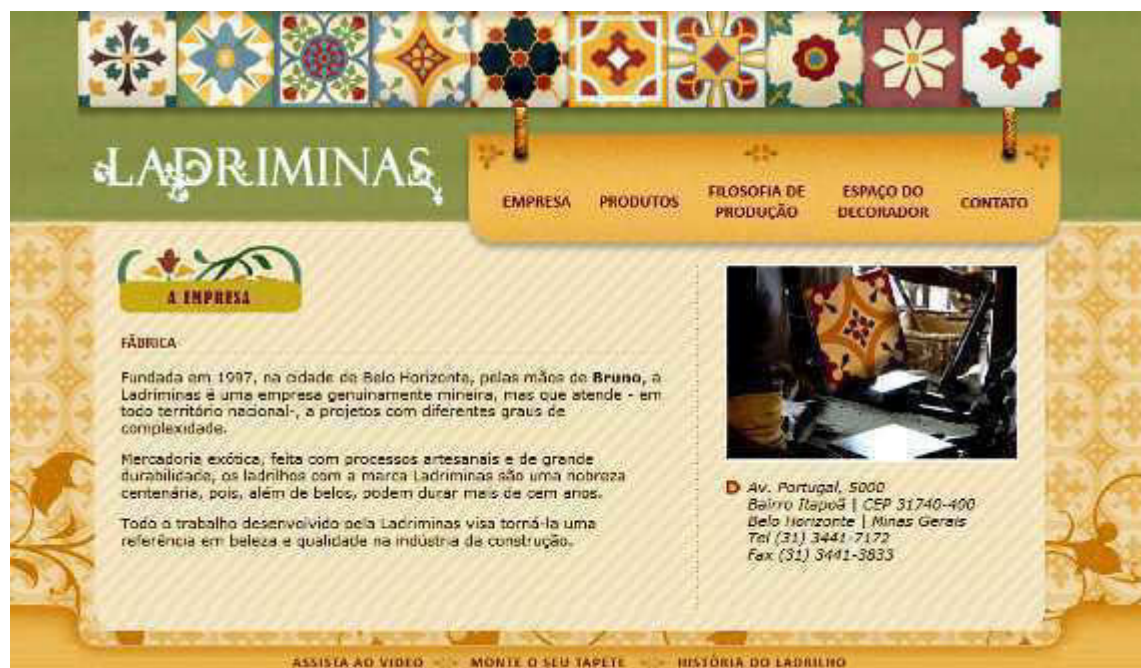 LADRIMINAS
EMPRESA
PRODUTOS
FILOSOFIA DE
PRODUÇÃO
ESPAÇO DO
DECORADOR
CONTATO
A EMPRESA
FÁBRICA
Fundada em 1997, na cidade de Belo Horizonte, pelas mãos de Bruno, a
Ladriminas é uma empresa genuinamente mineira, mas que atende - em
todo território nacional-, a projetos com diferentes graus de
complexidade.
Mercadoria exótica, feita com processos artesanais e de grande
durabilidade, os ladrilhos com a marca Ladriminas são uma nobreza
centenária, pois, além de belos, podem durar mais de cem anos.
Todo o trabalho desenvolvido pela Ladriminas visa torná-la uma
referência em beleza e qualidade na indústria da construção.
Av. Portugal, 5000
Bairro Itapoã | CEP 31740-400
Belo Horizonte | Minas Gerais
Tel (31) 3441-7172
Fax (31) 3441-3833
ASSISTA AO VIDEO
MONTE O SEU TAPETE
HISTÓRIA DO LADRILHO